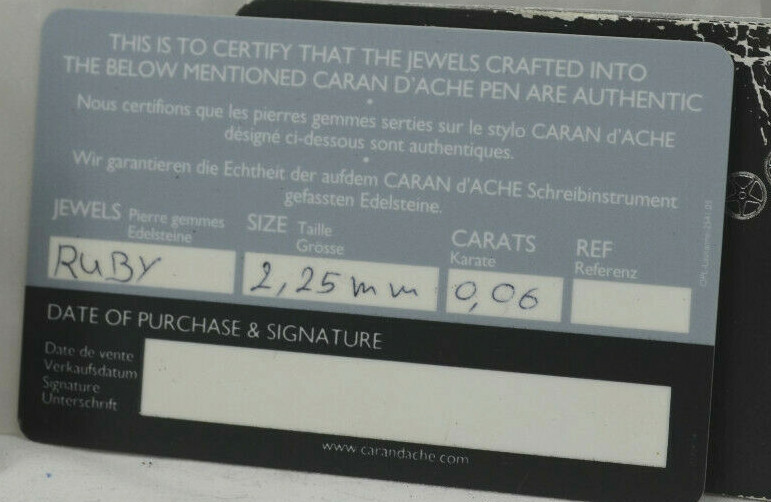 THIS IS TO CERTIFY THAT THE JEWELS CRAFTED INTO
THE BELOW MENTIONED CARAN D'ACHE PEN ARE AUTHENTIC
Nous certifions que les pierres gemmes serties sur le stylo CARAN d'ACHE
désigné ci-dessous sont authentiques.
Wir garantieren die Echtheit der aufdem CARAN d'ACHE Schreibinstrument
gefassten Edelsteine.
JEWELS Pierre gemmes
Edelsteine
SIZE Taille
Grösse
CARATS
Karate
REF
Referenz
RUBY
2,25 mm
0,06
DATE OF PURCHASE & SIGNATURE
Date de vente
Verkaufsdatum
Signature
Unterschrift
www.carandache.com